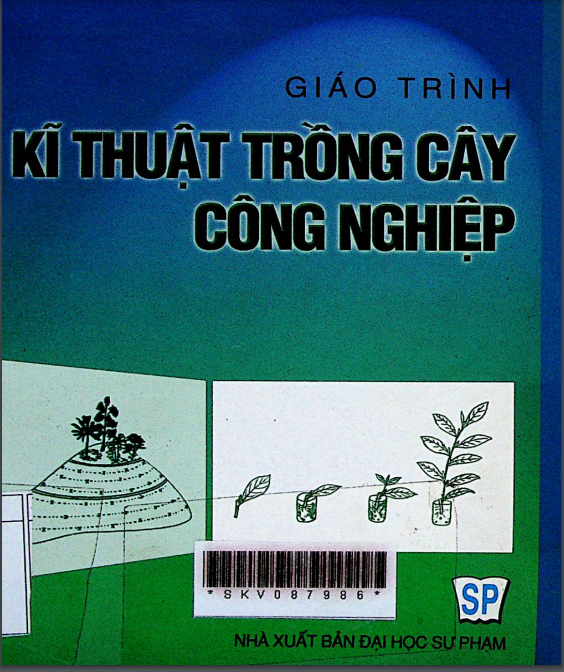 GIÁO TRÌNH
KĨ THUẬT TRỒNG CÂY
CÔNG NGHIỆP
*SKV087986*
SP
NHÀ XUẤT BẢN ĐẠI HỌC SƯ PHẠM